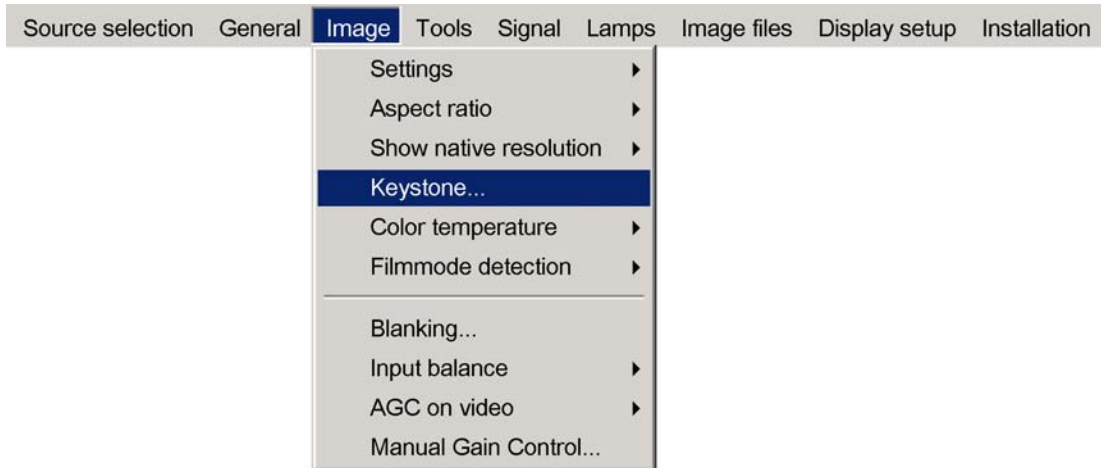 Source selection General Image Tools Signal Lamps Image files Display setup Installation
Settings
Aspect ratio
Show native resolution
Keystone...
Color temperature
Filmmode detection
Blanking...
Input balance
AGC on video
Manual Gain Control...